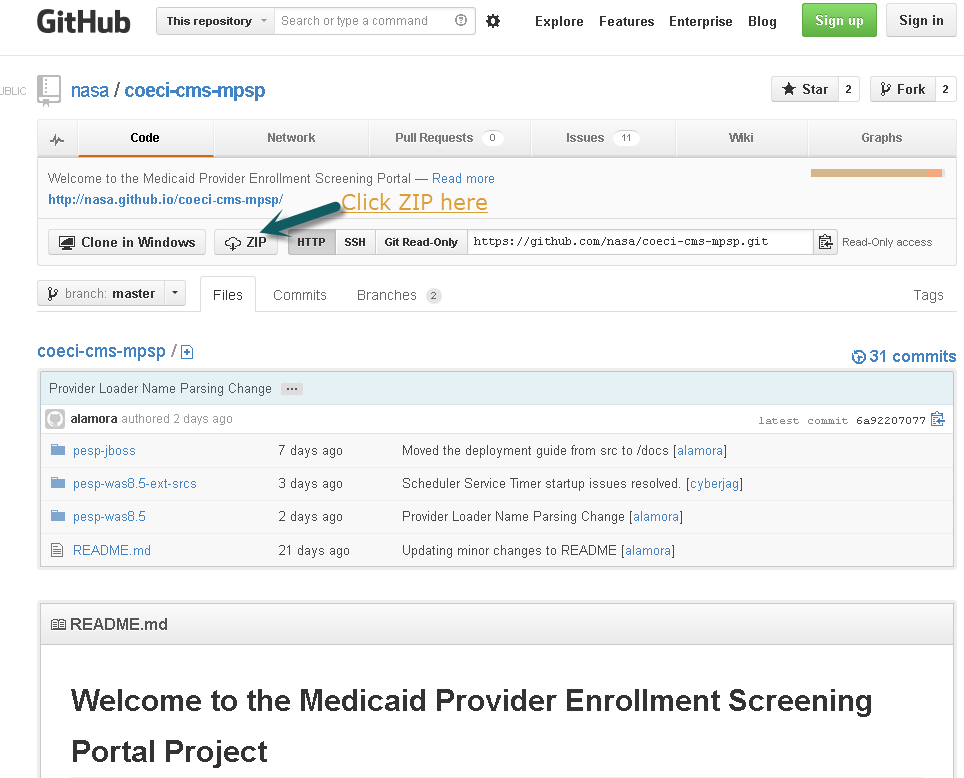 GitHub This repository Search or type a command Explore Features Enterprise Blog Sign up Sign in
UBLIC nasa / coeci-cms-mpsp Star 2 Fork 2
Code Network Pull Requests 0 Issues 11 Wiki Graphs
Welcome to the Medicaid Provider Enrollment Screening Portal — Read more
http://nasa.github.io/coeci-cms-mpsp/ Click ZIP here
Clone in Windows ZIP HTTP SSH Git Read-Only https://github.com/nasa/coeci-cms-mpsp.git Read-Only access
branch: master Files Commits Branches 2 Tags
coeci-cms-mpsp / 31 commits
Provider Loader Name Parsing Change ...
alamora authored 2 days ago latest commit 6a92207077
pesp-jboss 7 days ago Moved the deployment guide from src to /docs [alamora]
pesp-was8.5-ext-srcs 3 days ago Scheduler Service Timer startup issues resolved. [cyberjag]
pesp-was8.5 2 days ago Provider Loader Name Parsing Change [alamora]
README.md 21 days ago Updating minor changes to README [alamora]
README.md
Welcome to the Medicaid Provider Enrollment Screening
Portal Project